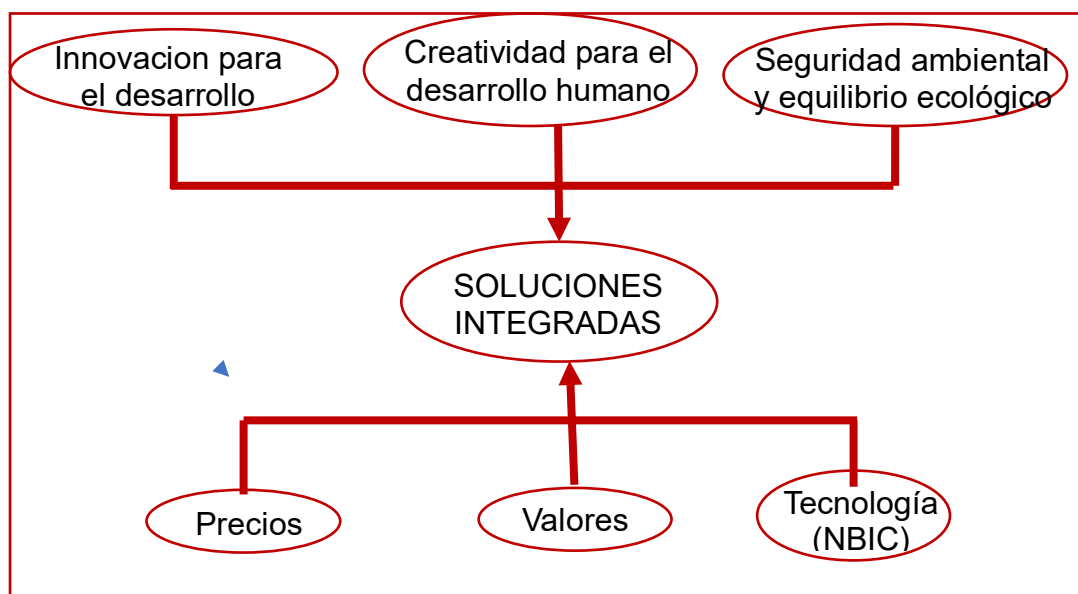 Innovacion para
el desarrollo
Creatividad para el
desarrollo humano
Seguridad ambiental
y equilibrio ecológico
SOLUCIONES
INTEGRADAS
Precios
Valores
Tecnología
(NBIC)